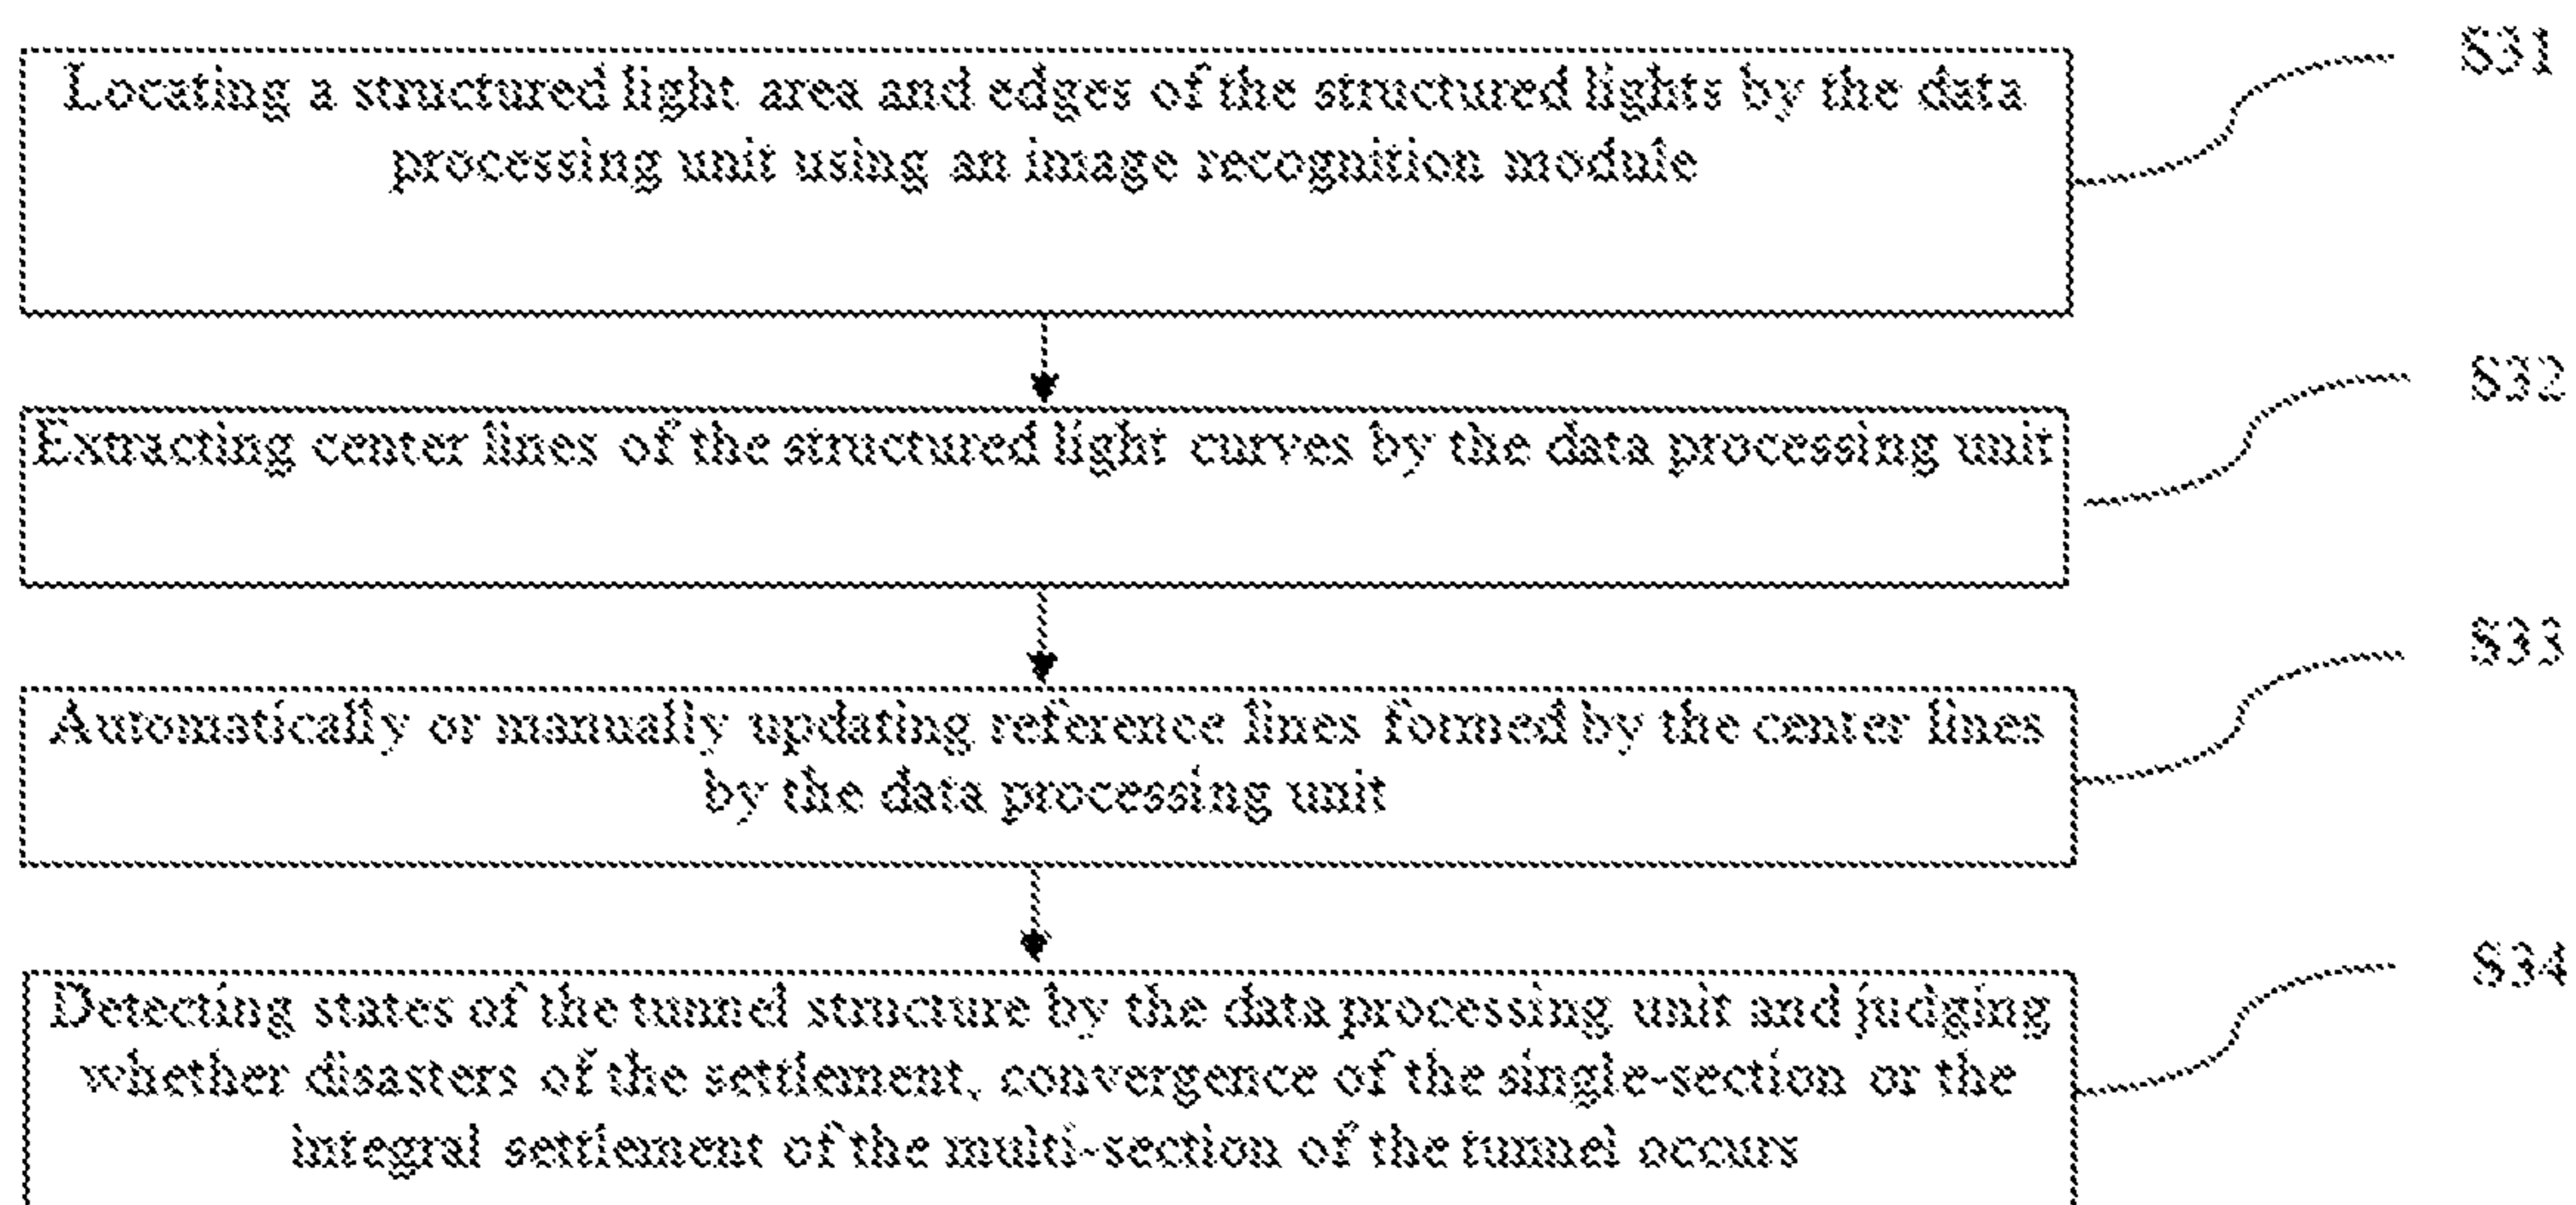 S31
Locating a structured light area and edges of the structured lights by the data
processing unit using an image recognition module
S32
Extracting center lines of the structured light curves by the data processing unit
S33
Automatically or manually updating reference lines formed by the center lines
by the data processing unit
S34
Detecting states of the tunnel structure by the data processing unit and judging
whether disasters of the settlement, convergence of the single-section or the
integral settlement of the multi-section of the tunnel occurs